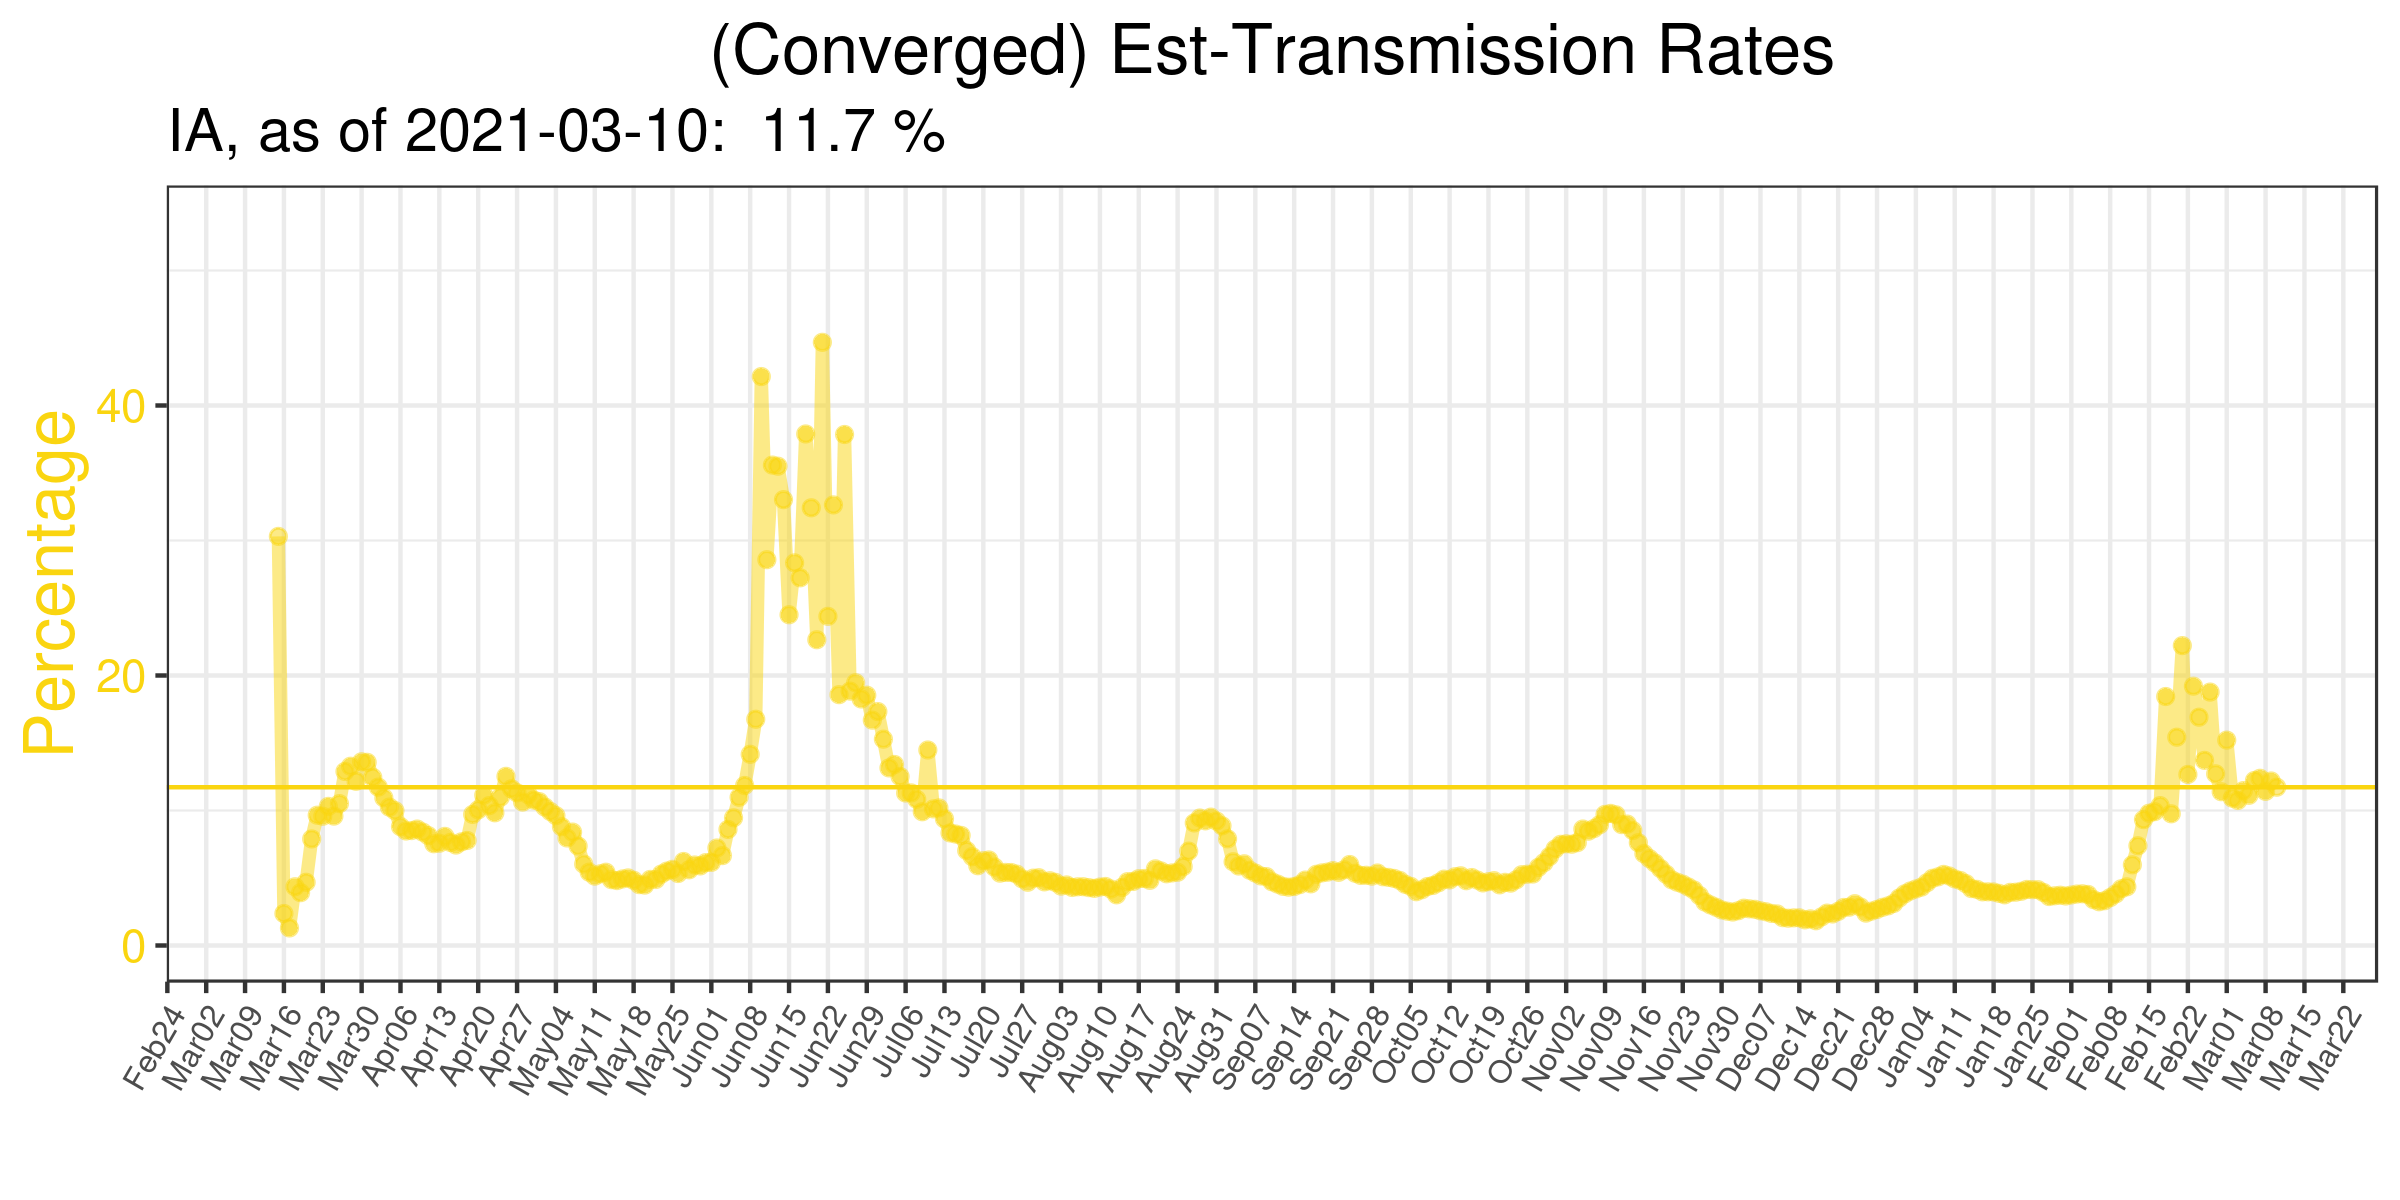 (Converged) Est-Transmission Rates
IA, as of 2021-03-10:  11.7 %
Percentage
40
20
0
Feb24
Mar02
Mar09
Mar16
Mar23
Mar30
Apr06
Apr13
Apr20
Apr27
May04
May11
May18
May25
Jun01
Jun08
Jun15
Jun22
Jun29
Jul06
Jul13
Jul20
Jul27
Aug03
Aug10
Aug17
Aug24
Aug31
Sep07
Sep14
Sep21
Sep28
Oct05
Oct12
Oct19
Oct26
Nov02
Nov09
Nov16
Nov23
Nov30
Dec07
Dec14
Dec21
Dec28
Jan04
Jan11
Jan18
Jan25
Feb01
Feb08
Feb15
Feb22
Mar01
Mar08
Mar15
Mar22